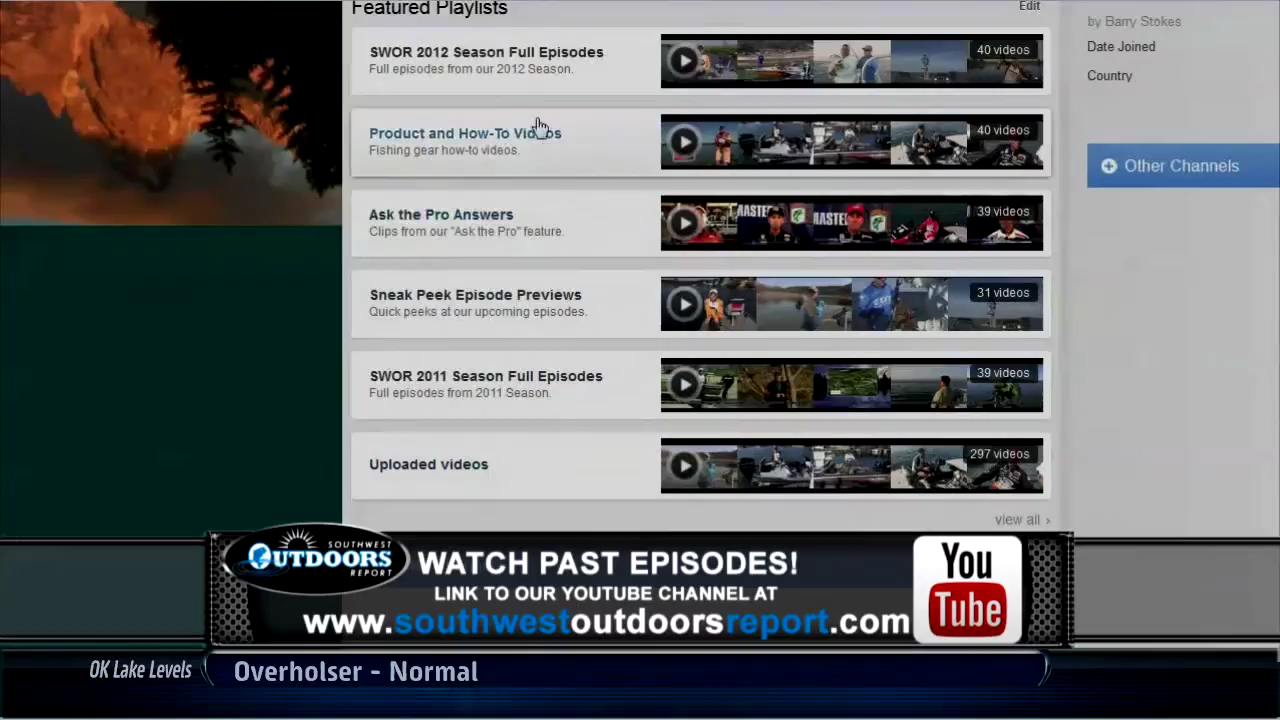 Featured Playlists
Edit
SWOR 2012 Season Full Episodes
Full episodes from our 2012 Season.
40 videos
Product and How-To Videos
Fishing gear how-to videos.
40 videos
Ask the Pro Answers
Clips from our "Ask the Pro" feature.
MASTE
MASTER
39 videos
Sneak Peek Episode Previews
Quick peeks at our upcoming episodes.
31 videos
SWOR 2011 Season Full Episodes
Full episodes from 2011 Season.
39 videos
Uploaded videos
297 videos
view all ›
by Barry Stokes
Date Joined
Country
Other Channels
SOUTHWEST
OUTDOORS
REPORT
WATCH PAST EPISODES!
LINK TO OUR YOUTUBE CHANNEL AT
www.southwestoutdoorsreport.com
You
Tube
OK Lake Levels
Overholser - Normal